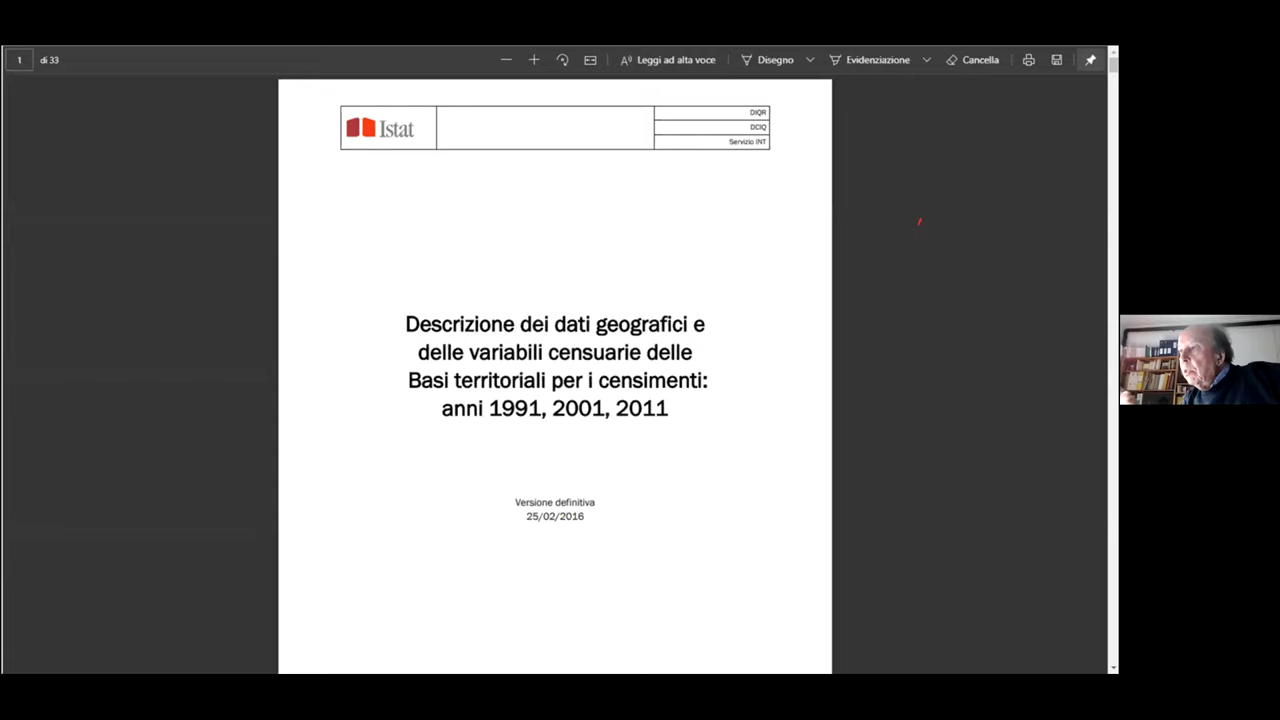 1 di 33
Leggi ad alta voce
Disegno
Evidenziazione
Cancella
Istat
DIQR
DCIQ
Servizio INT
Descrizione dei dati geografici e
delle variabili censuarie delle
Basi territoriali per i censimenti:
anni 1991, 2001, 2011
Versione definitiva
25/02/2016